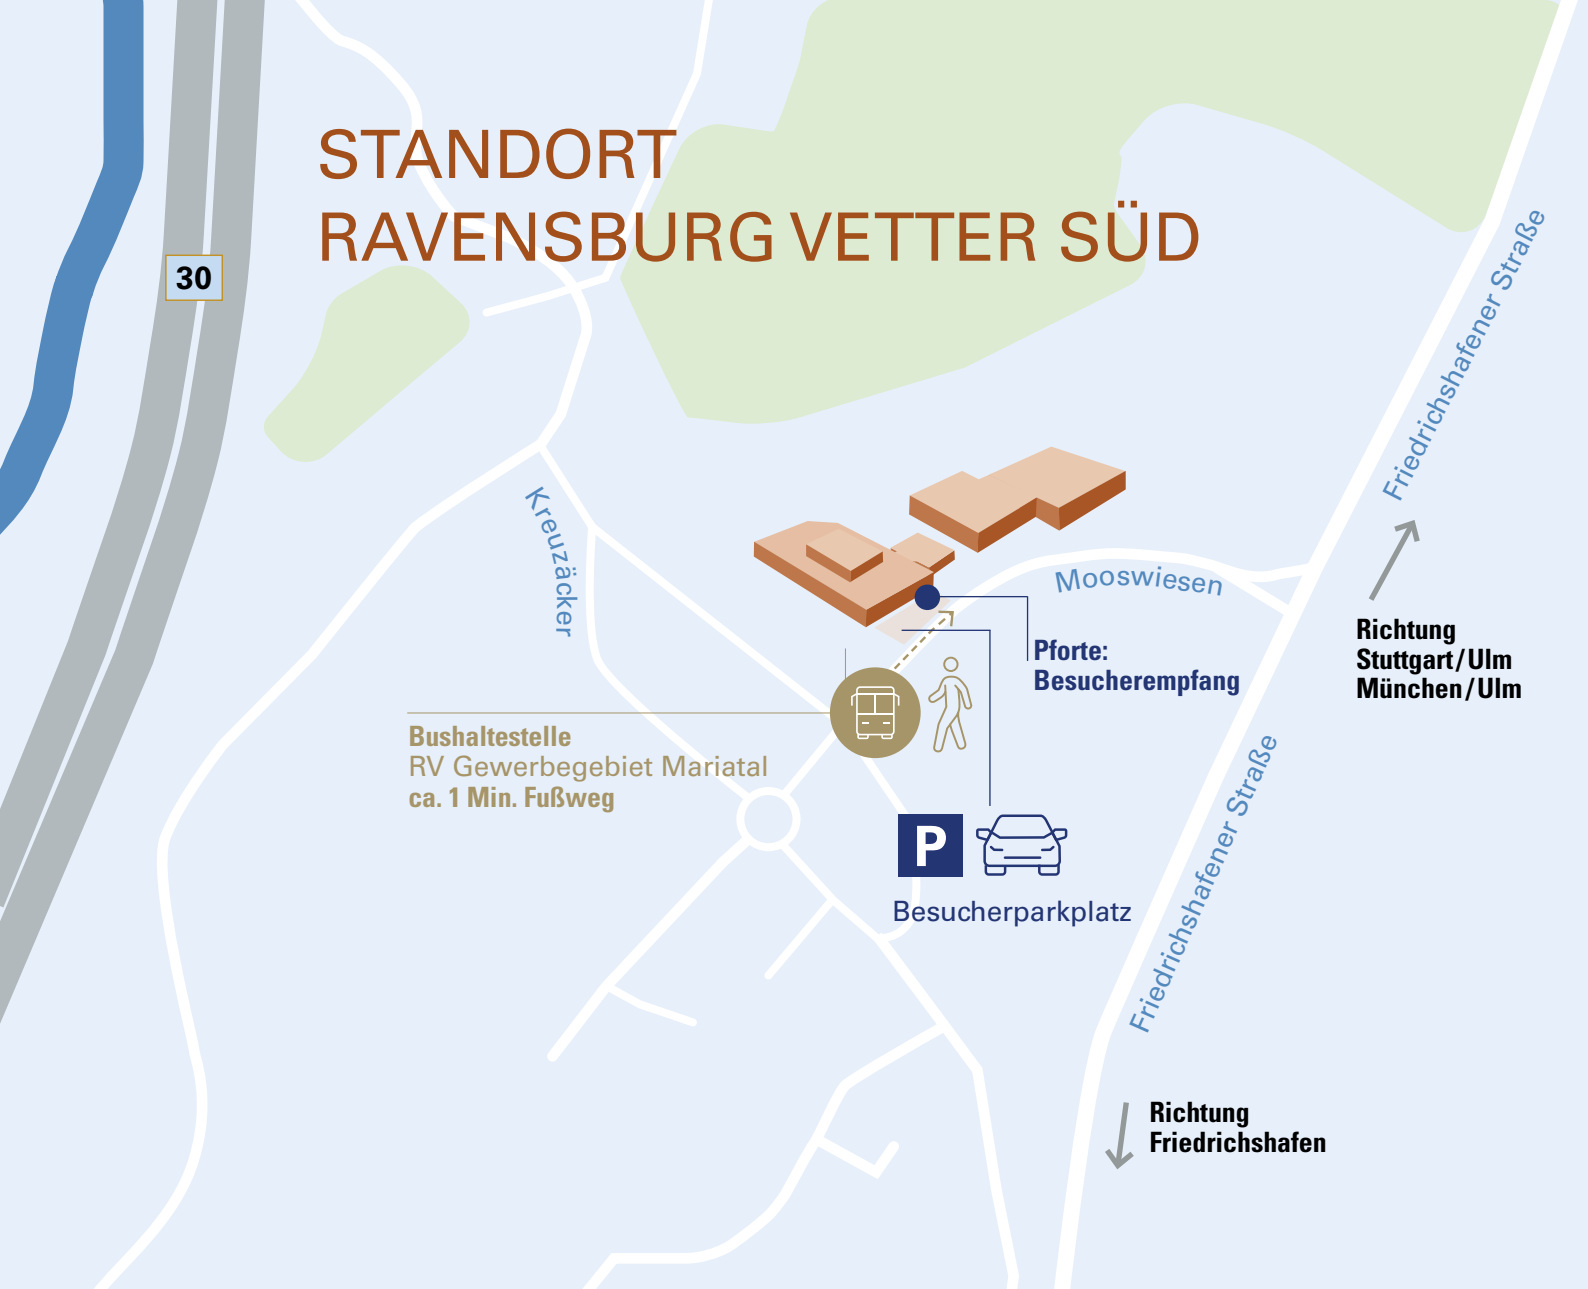 STANDORT
RAVENSBURG VETTER SÜD
30
Friedrichshafener Straße
Kreuzäcker
Mooswiesen
Richtung
Stuttgart/Ulm
München/Ulm
Pforte:
Besucherempfang
Bushaltestelle
RV Gewerbegebiet Mariatal
ca. 1 Min. Fußweg
Friedrichshafener Straße
P
Besucherparkplatz
Richtung
Friedrichshafen